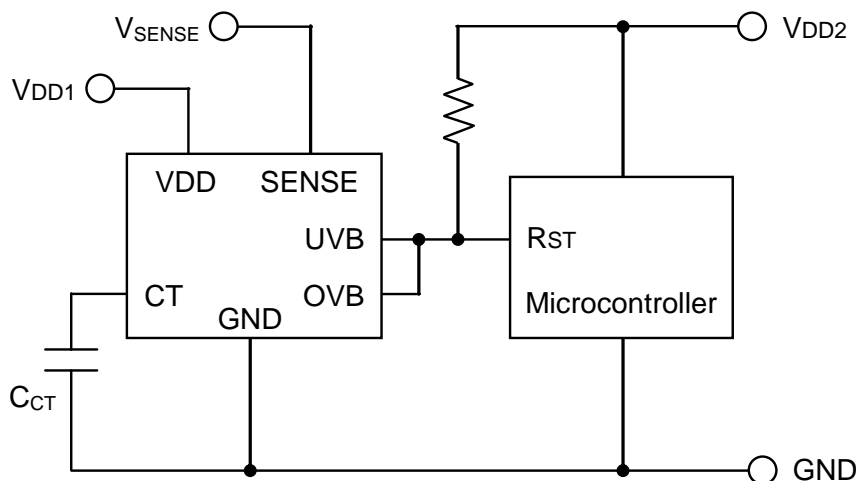 VSENSE
VDD2
VDD1
VDD SENSE
UVB
RST
CT
OVB
Microcontroller
GND
CCT
GND